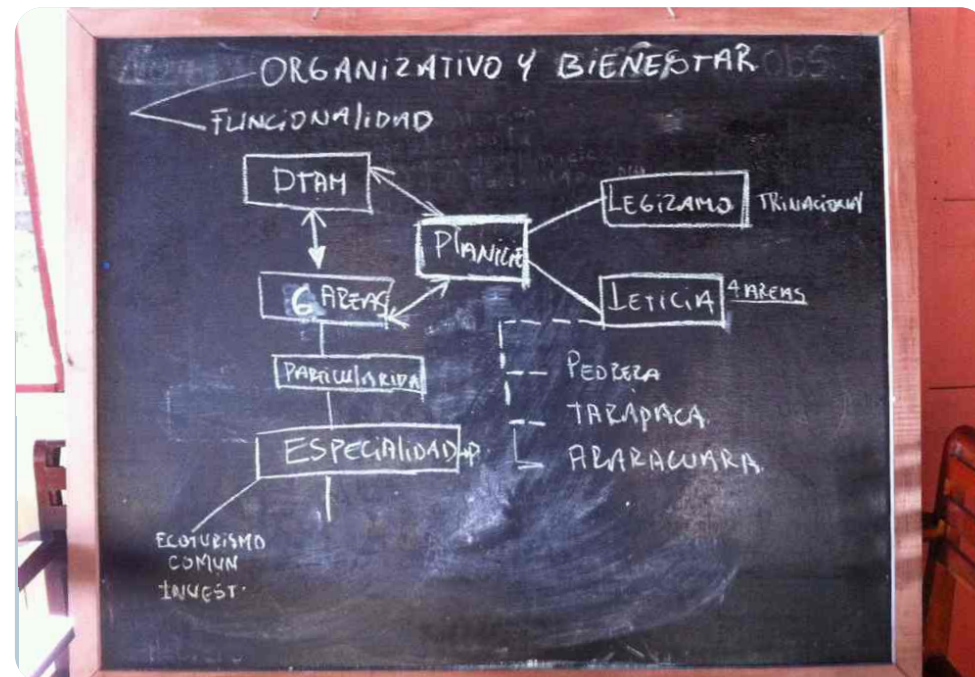 ORGANIZATIVO Y BIENESTAR
FUNCIONALIDAD
DTAM
PLANICIE
LEGIZAMO TRINACIONAL
6 AREAS
LETICIA 4 AREAS
PARTICULARIDA
PEDRERA
TARAPACA
ESPECIALIDAD
ARARACUARA
ECOTURISMO
COMUN
INVEST.